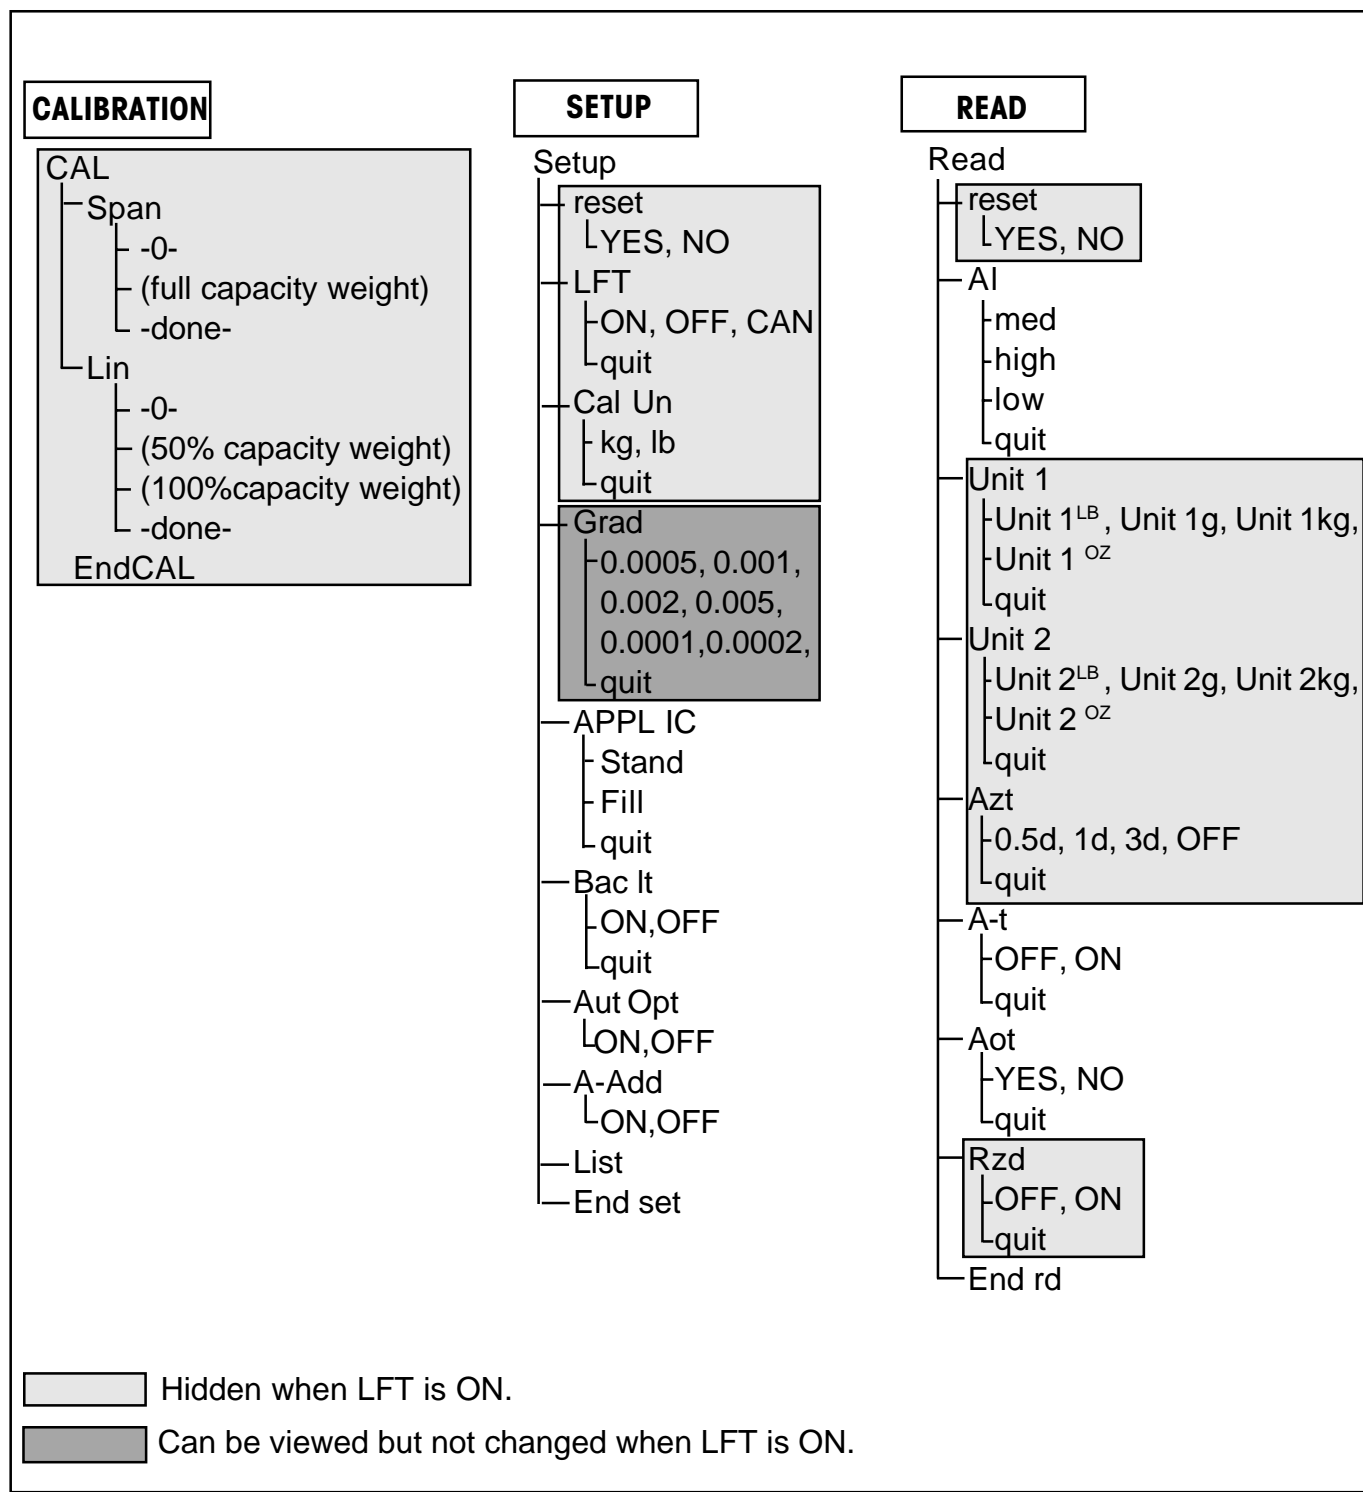 CALIBRATION
CAL
Span
-0-
(full capacity weight)
-done-
Lin
-0-
(50% capacity weight)
(100%capacity weight)
-done-
EndCAL
SETUP
Setup
reset
YES, NO
LFT
ON, OFF, CAN
quit
Cal Un
kg, lb
quit
Grad
0.0005, 0.001,
0.002, 0.005,
0.0001,0.0002,
quit
APPL IC
Stand
Fill
quit
Bac lt
ON,OFF
quit
Aut Opt
ON,OFF
A-Add
ON,OFF
List
End set
READ
Read
reset
YES, NO
AI
med
high
low
quit
Unit 1
Unit 1LB, Unit 1g, Unit 1kg,
Unit 1 OZ
quit
Unit 2
Unit 2LB, Unit 2g, Unit 2kg,
Unit 2 OZ
quit
Azt
0.5d, 1d, 3d, OFF
quit
A-t
OFF, ON
quit
Aot
YES, NO
quit
Rzd
OFF, ON
quit
End rd
Hidden when LFT is ON.
Can be viewed but not changed when LFT is ON.